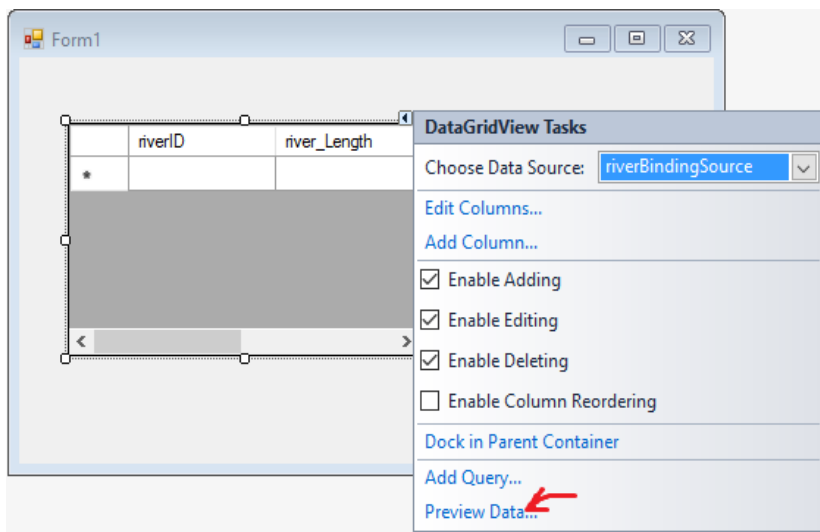 Form1
riverID river_Length
*
DataGridView Tasks
Choose Data Source: riverBindingSource
Edit Columns...
Add Column...
Enable Adding
Enable Editing
Enable Deleting
Enable Column Reordering
Dock in Parent Container
Add Query...
Preview Data...